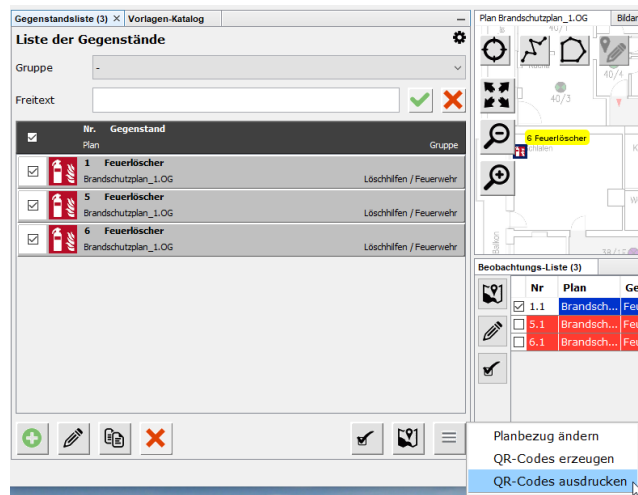 Gegenstandsliste (3) × Vorlagen-Katalog
Liste der Gegenstände
Gruppe -
Freitext
Nr. Gegenstand
Plan Gruppe
1 Feuerlöscher
Brandschutzplan_1.OG Löschhilfen / Feuerwehr
5 Feuerlöscher
Brandschutzplan_1.OG Löschhilfen / Feuerwehr
6 Feuerlöscher
Brandschutzplan_1.OG Löschhilfen / Feuerwehr
Plan Brandschutzplan_1.OG Bildar
40/1
40/4
40/3
6 Feuerlöscher
K
W
Balkon
Beobachtungs-Liste (3)
Nr Plan Ge
1.1 Brandsch... Feu
5.1 Brandsch... Feu
6.1 Brandsch... Feu
Planbezug ändern
QR-Codes erzeugen
QR-Codes ausdrucken